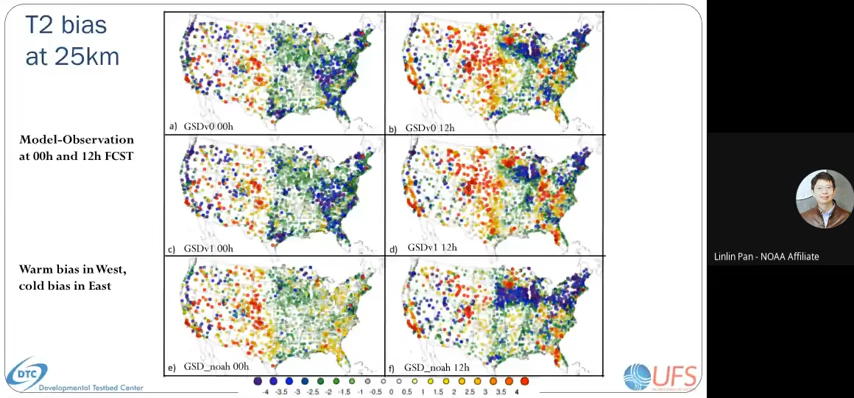 T2 bias
at 25km
Model-Observation
at 00h and 12h FCST
Warm bias in West,
cold bias in East
a) GSDv0 00h
b) GSDv0 12h
c) GSDv1 00h
d) GSDv1 12h
e) GSD_noah 00h
f) GSD_noah 12h
-4 -3.5 -3 -2.5 -2 -1.5 -1 -0.5 0 0.5 1 1.5 2 2.5 3 3.5 4
DTC
Developmental Testbed Center
UFS
Linlin Pan - NOAA Affiliate